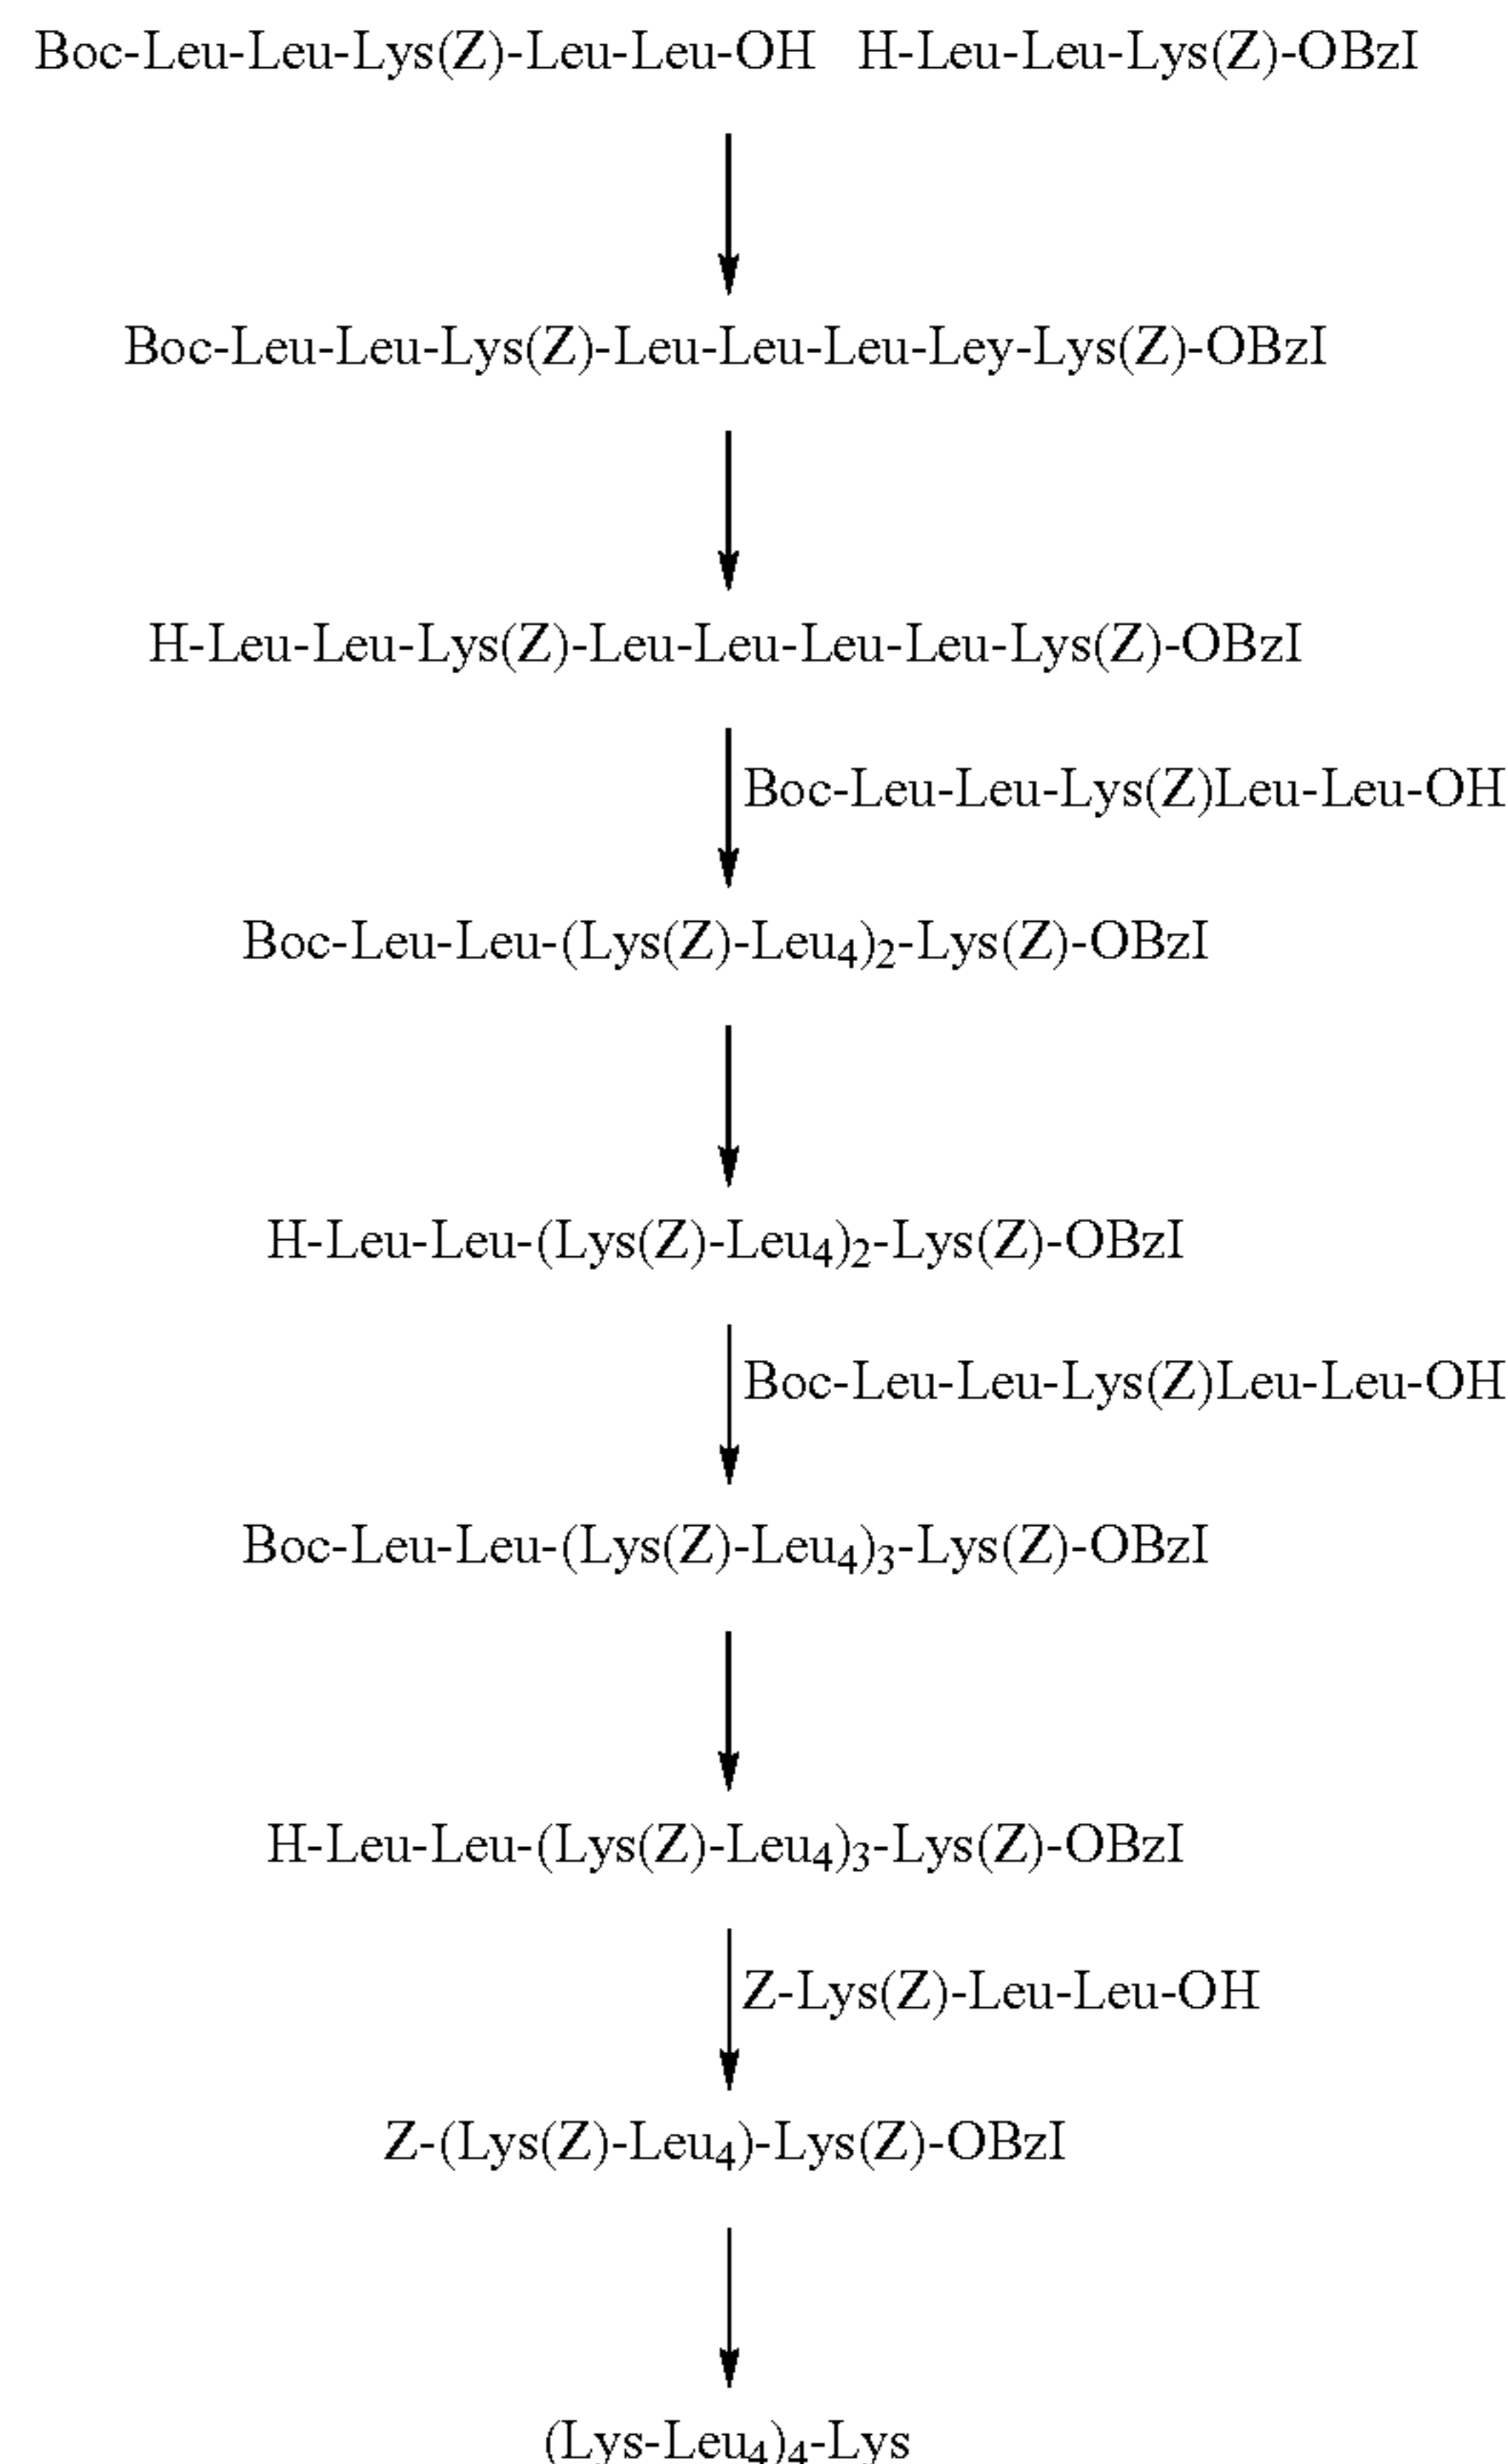 Boc-Leu-Leu-Lys(Z)-Leu-Leu-OH H-Leu-Leu-Lys(Z)-OBzI
Boc-Leu-Leu-Lys(Z)-Leu-Leu-Leu-Ley-Lys(Z)-OBzI
H-Leu-Leu-Lys(Z)-Leu-Leu-Leu-Leu-Lys(Z)-OBzI
Boc-Leu-Leu-Lys(Z)Leu-Leu-OH
Boc-Leu-Leu-(Lys(Z)-Leu₄)₂-Lys(Z)-OBzI
H-Leu-Leu-(Lys(Z)-Leu₄)₂-Lys(Z)-OBzI
Boc-Leu-Leu-Lys(Z)Leu-Leu-OH
Boc-Leu-Leu-(Lys(Z)-Leu₄)₃-Lys(Z)-OBzI
H-Leu-Leu-(Lys(Z)-Leu₄)₃-Lys(Z)-OBzI
Z-Lys(Z)-Leu-Leu-OH
Z-(Lys(Z)-Leu₄)-Lys(Z)-OBzI
(Lys-Leu₄)₄-Lys